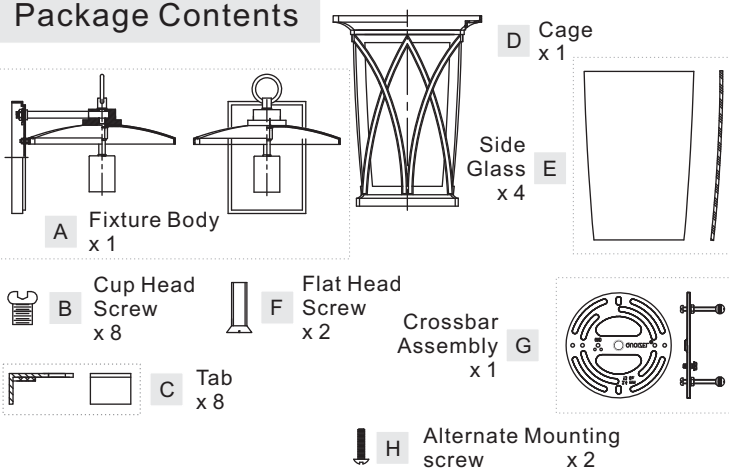 Package Contents
D Cage
x 1
Side
Glass E
x 4
A Fixture Body
x 1
B Cup Head
Screw
x 8
F Flat Head
Screw
x 2
Crossbar
Assembly G
x 1
C Tab
x 8
H Alternate Mounting
screw x 2